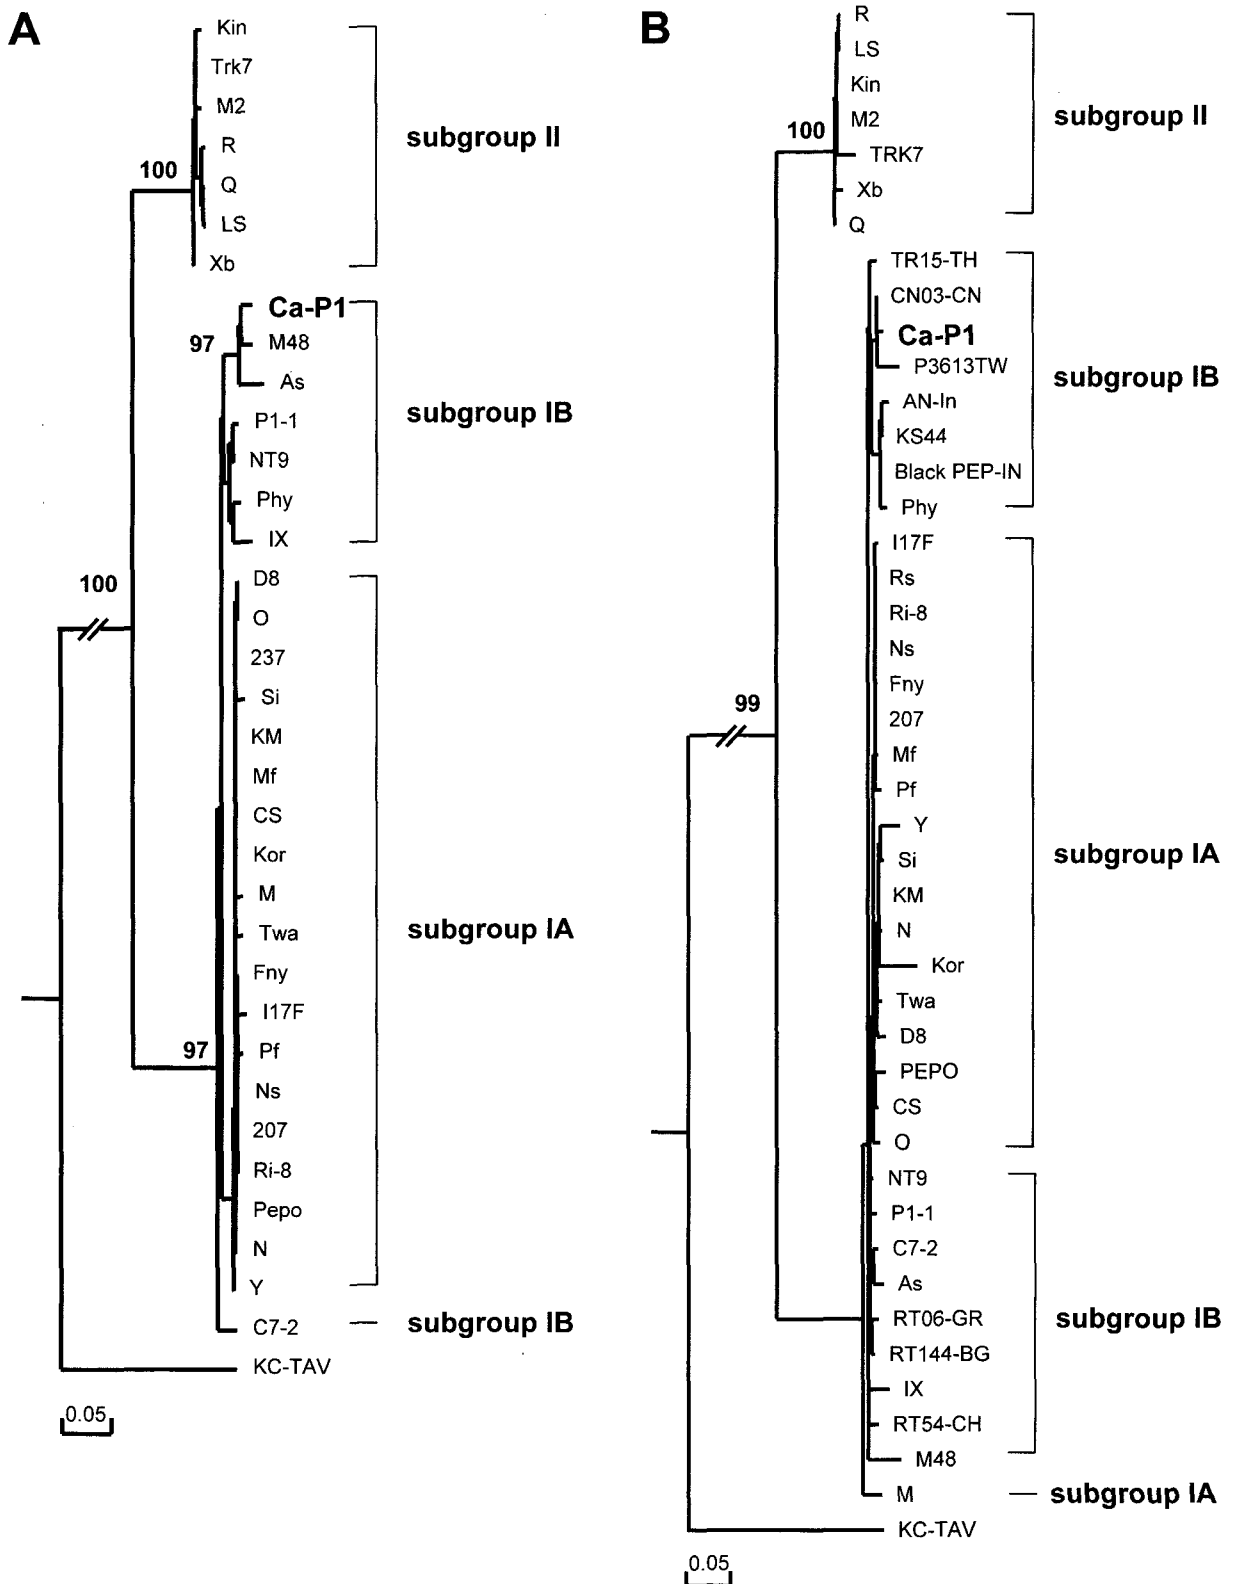 A
Kin
Trk7
M2
R
Q
LS
Xb
100
subgroup II
Ca-P1
M48
As
P1-1
NT9
Phy
IX
97
subgroup IB
100
D8
O
237
Si
KM
Mf
CS
Kor
M
Twa
Fny
I17F
Pf
Ns
207
Ri-8
Pepo
N
Y
97
subgroup IA
C7-2
subgroup IB
KC-TAV
0.05
B
R
LS
Kin
M2
TRK7
Xb
Q
100
subgroup II
TR15-TH
CN03-CN
Ca-P1
P3613TW
AN-In
KS44
Black PEP-IN
Phy
subgroup IB
99
I17F
Rs
Ri-8
Ns
Fny
207
Mf
Pf
Y
Si
KM
N
Kor
Twa
D8
PEPO
CS
O
subgroup IA
NT9
P1-1
C7-2
As
RT06-GR
RT144-BG
IX
RT54-CH
M48
subgroup IB
M
subgroup IA
KC-TAV
0.05